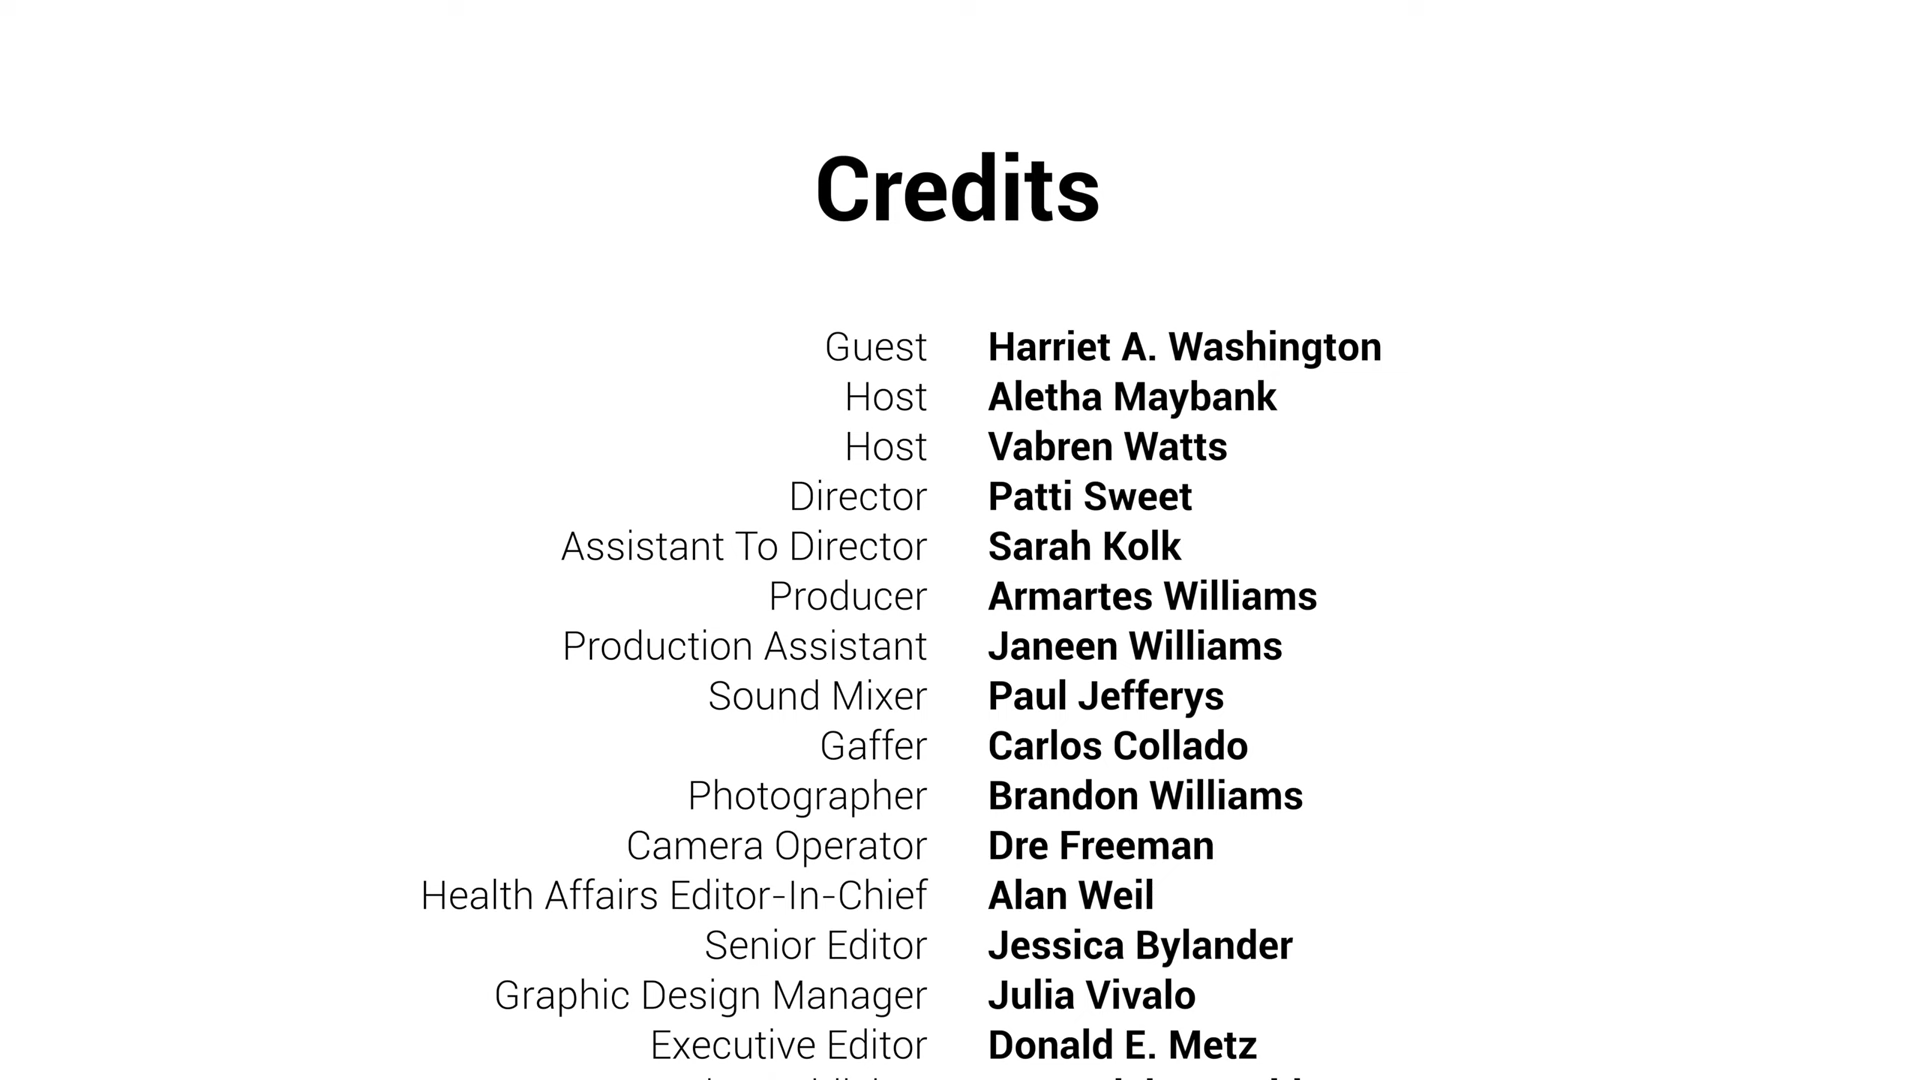 Credits
Guest Harriet A. Washington
Host Aletha Maybank
Host Vabren Watts
Director Patti Sweet
Assistant To Director Sarah Kolk
Producer Armartes Williams
Production Assistant Janeen Williams
Sound Mixer Paul Jefferys
Gaffer Carlos Collado
Photographer Brandon Williams
Camera Operator Dre Freeman
Health Affairs Editor-In-Chief Alan Weil
Senior Editor Jessica Bylander
Graphic Design Manager Julia Vivalo
Executive Editor Donald E. Metz